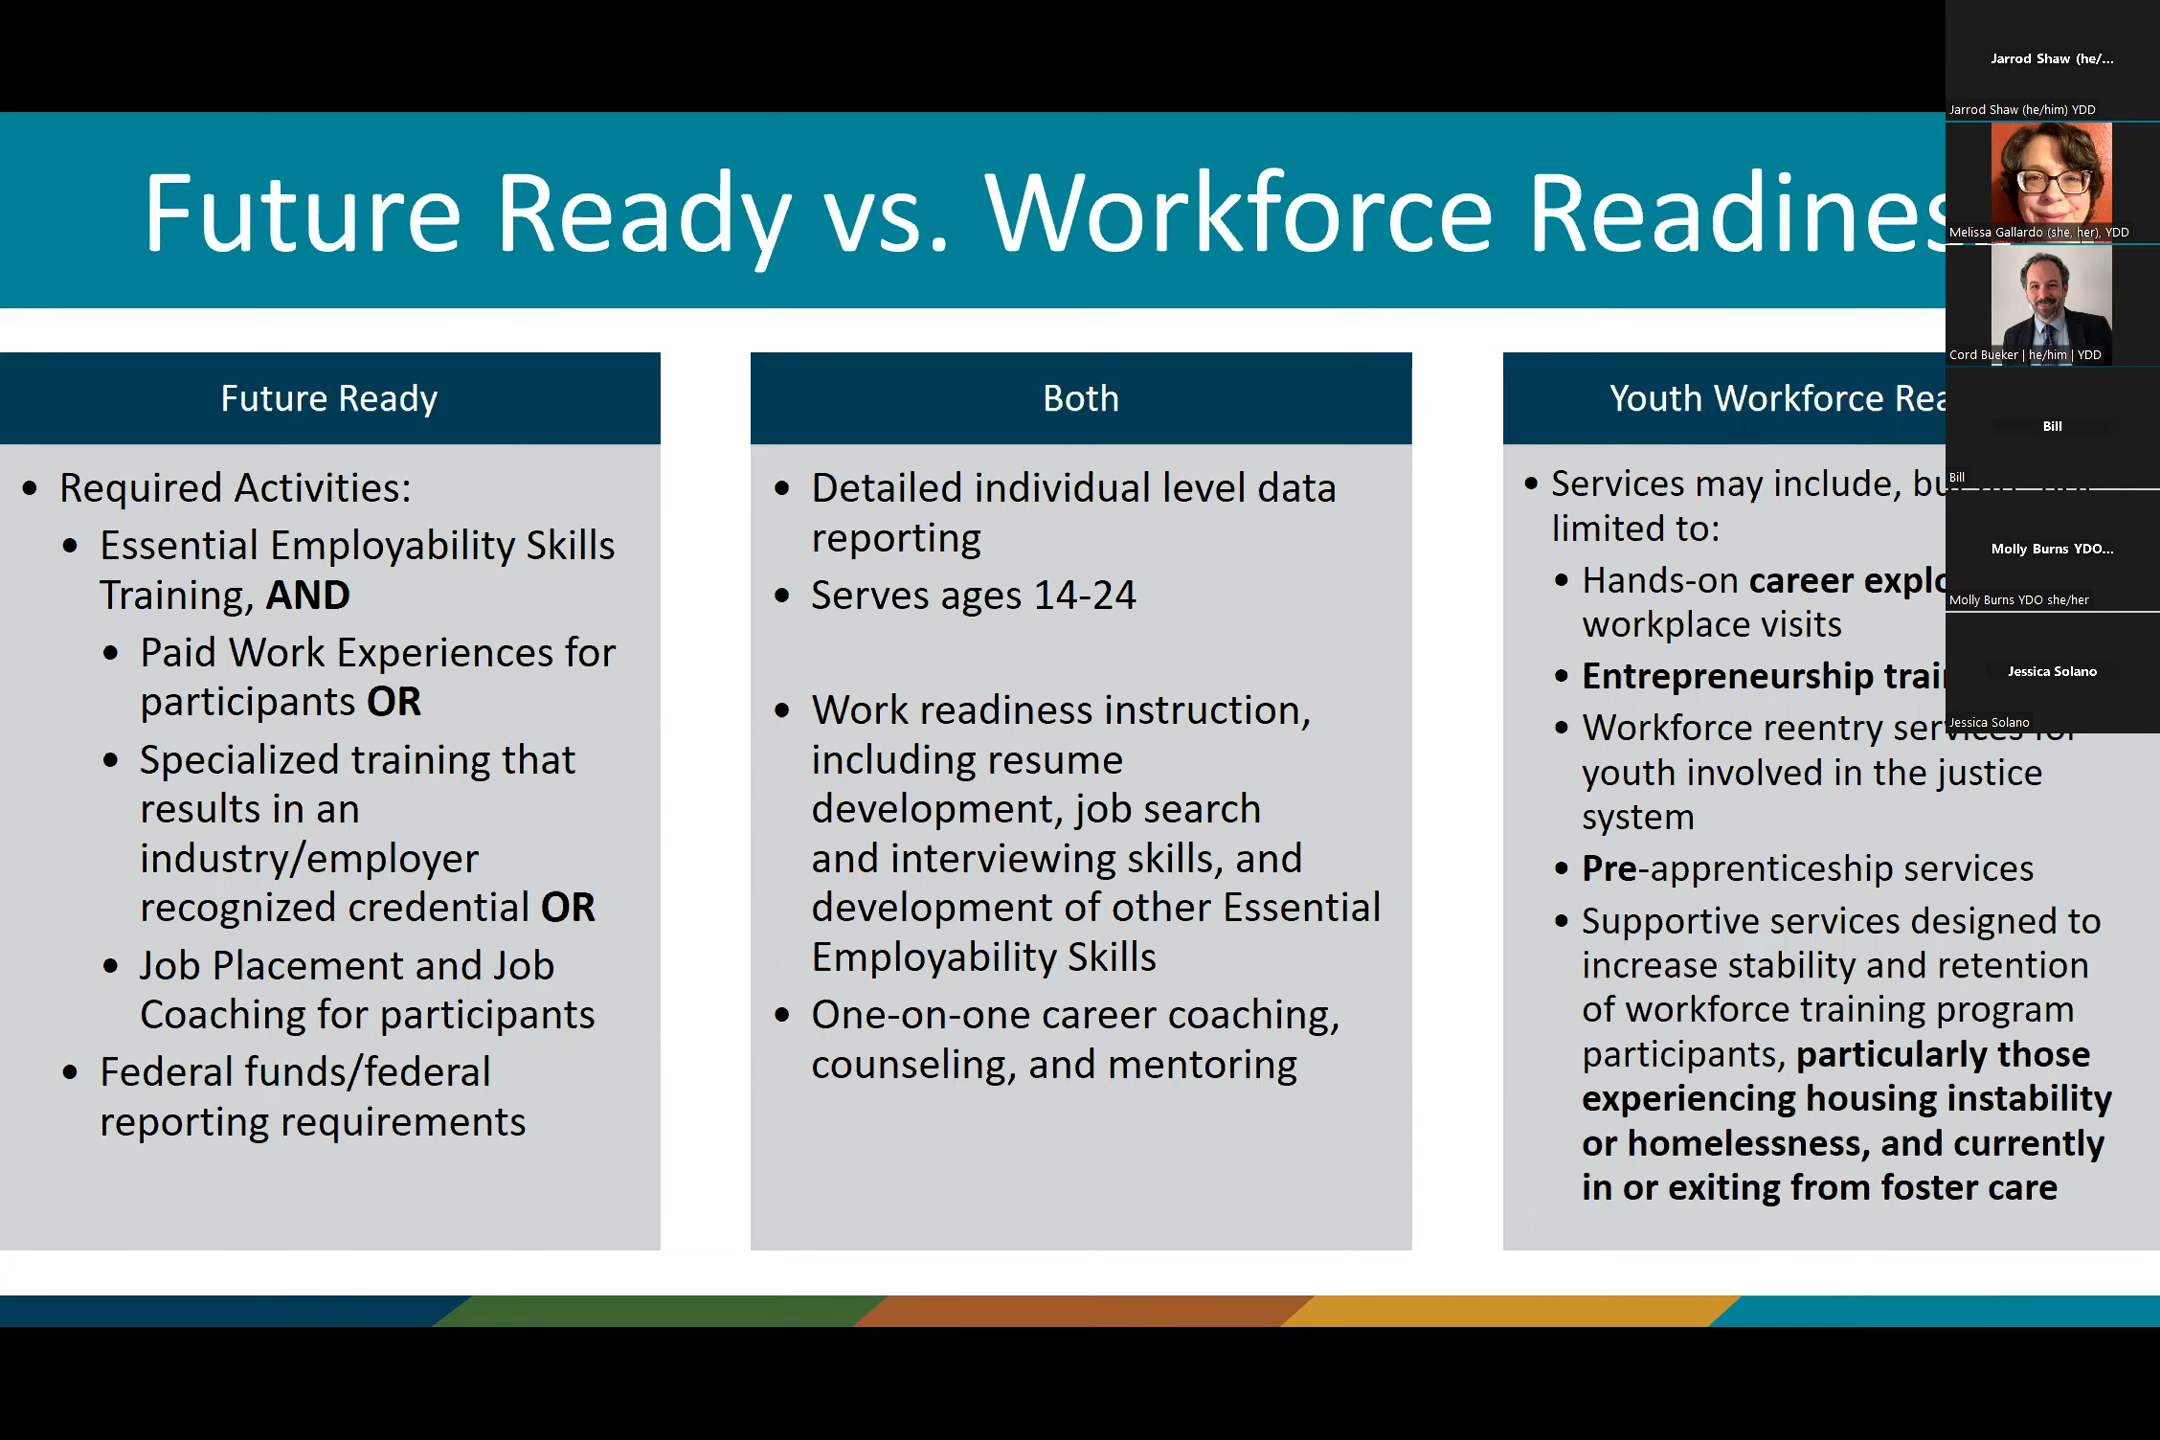 Future Ready vs. Workforce Readines
Future Ready
• Required Activities:
• Essential Employability Skills
Training, AND
• Paid Work Experiences for
participants OR
• Specialized training that
results in an
industry/employer
recognized credential OR
• Job Placement and Job
Coaching for participants
• Federal funds/federal
reporting requirements
Both
• Detailed individual level data
reporting
• Serves ages 14-24
• Work readiness instruction,
including resume
development, job search
and interviewing skills, and
development of other Essential
Employability Skills
• One-on-one career coaching,
counseling, and mentoring
Youth Workforce Rea
• Services may include, bu
limited to:
• Hands-on career explo
workplace visits
• Entrepreneurship trai
• Workforce reentry services for
youth involved in the justice
system
• Pre-apprenticeship services
• Supportive services designed to
increase stability and retention
of workforce training program
participants, particularly those
experiencing housing instability
or homelessness, and currently
in or exiting from foster care
Jarrod Shaw (he/...
Jarrod Shaw (he/him) YDD
Melissa Gallardo (she, her), YDD
Cord Bueker | he/him | YDD
Bill
Bill
Molly Burns YDO...
Molly Burns YDO she/her
Jessica Solano
Jessica Solano